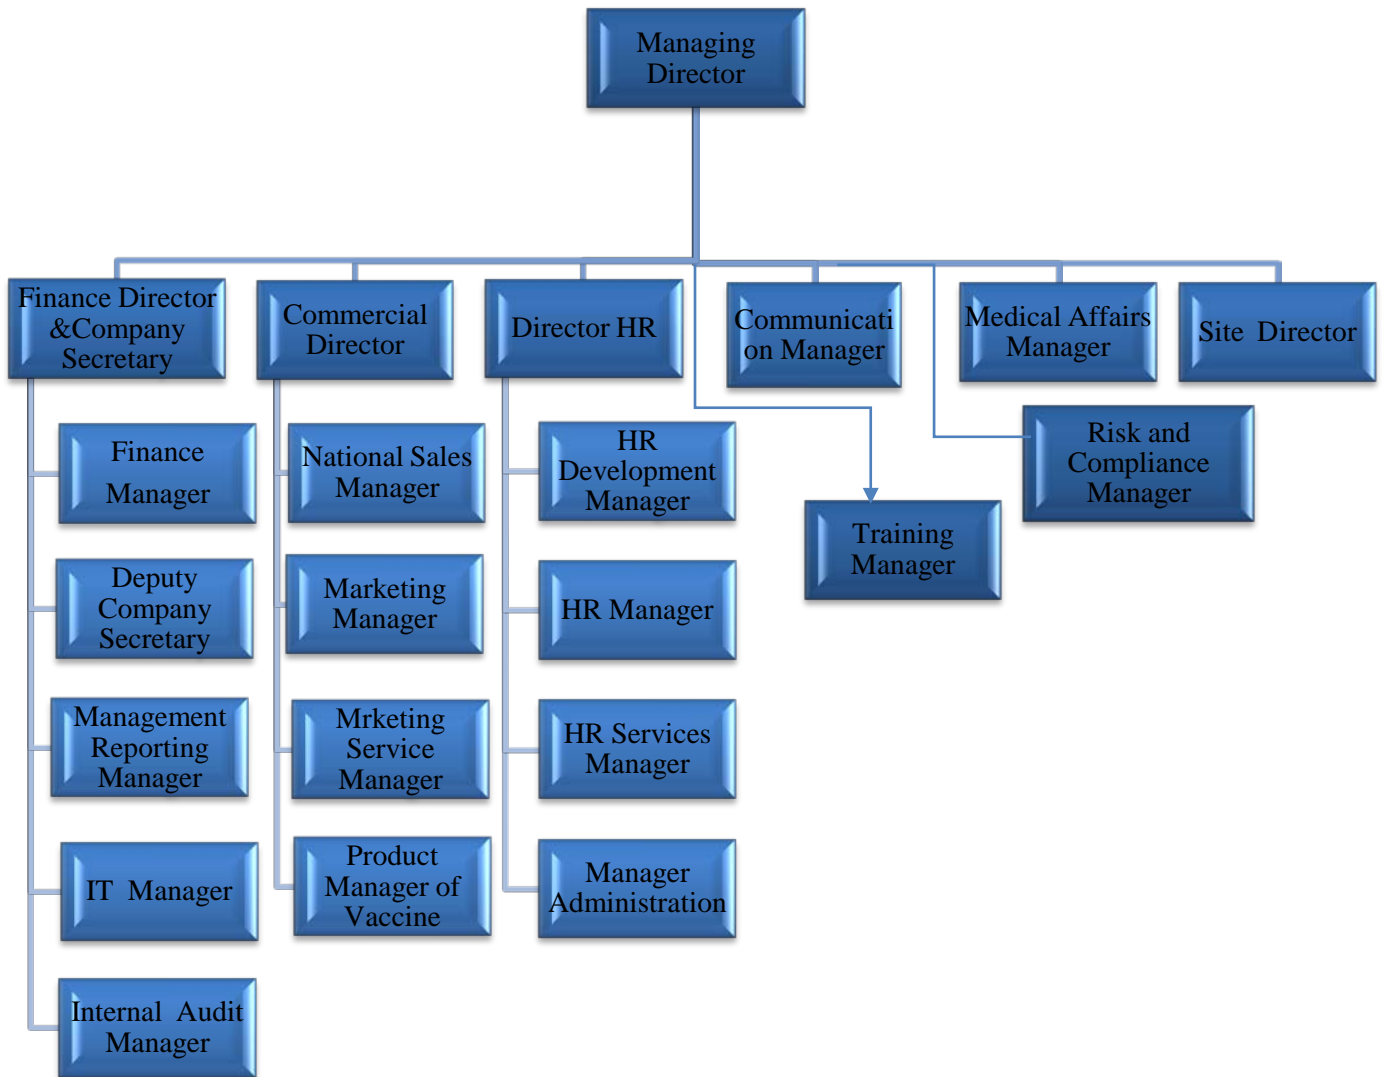 Managing
Director
Finance Director
&Company
Secretary
Commercial
Director
Director HR
Communicati
on Manager
Medical Affairs
Manager
Site Director
Finance
Manager
National Sales
Manager
HR
Development
Manager
Risk and
Compliance
Manager
Training
Manager
Deputy
Company
Secretary
Marketing
Manager
HR Manager
Management
Reporting
Manager
Mrketing
Service
Manager
HR Services
Manager
IT Manager
Product
Manager of
Vaccine
Manager
Administration
Internal Audit
Manager